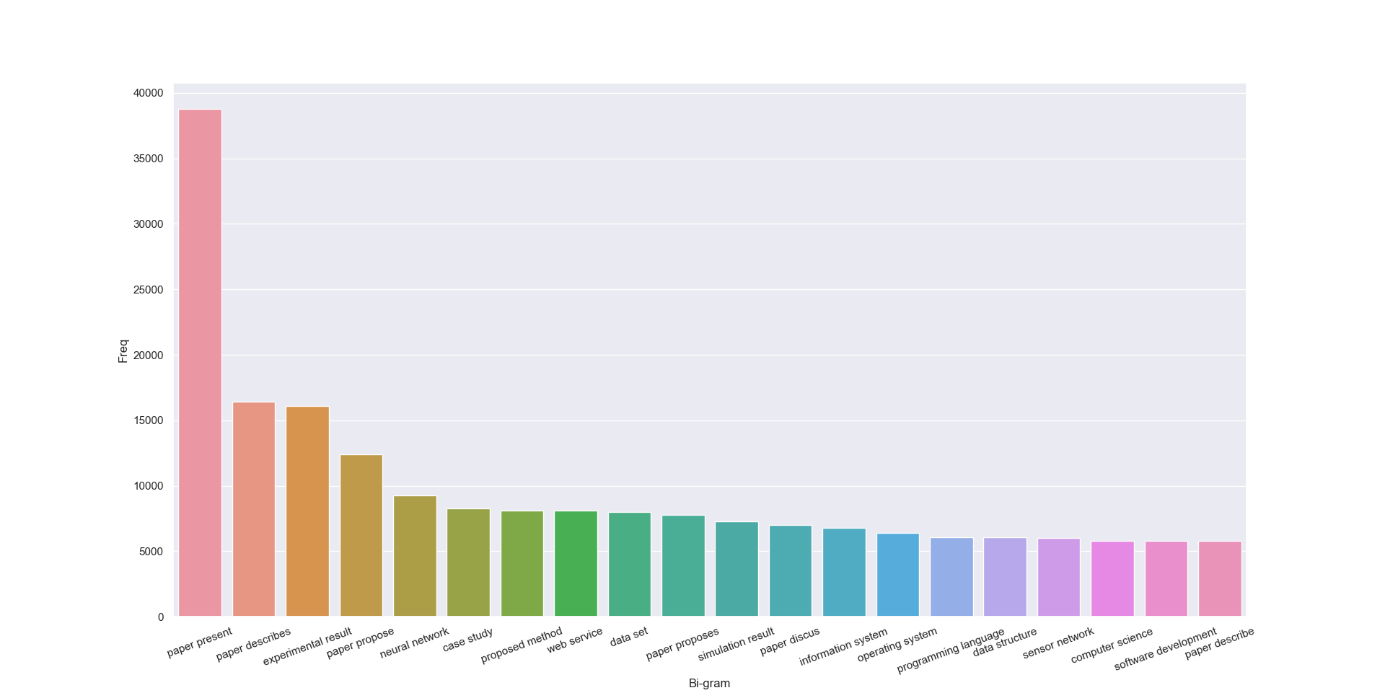 40000
35000
30000
25000
20000
15000
10000
5000
0
Freq
paper present
paper describes
experimental result
paper propose
neural network
case study
proposed method
web service
data set
paper proposes
simulation result
paper discus
information system
operating system
programming language
data structure
sensor network
computer science
software development
paper describe
Bi-gram